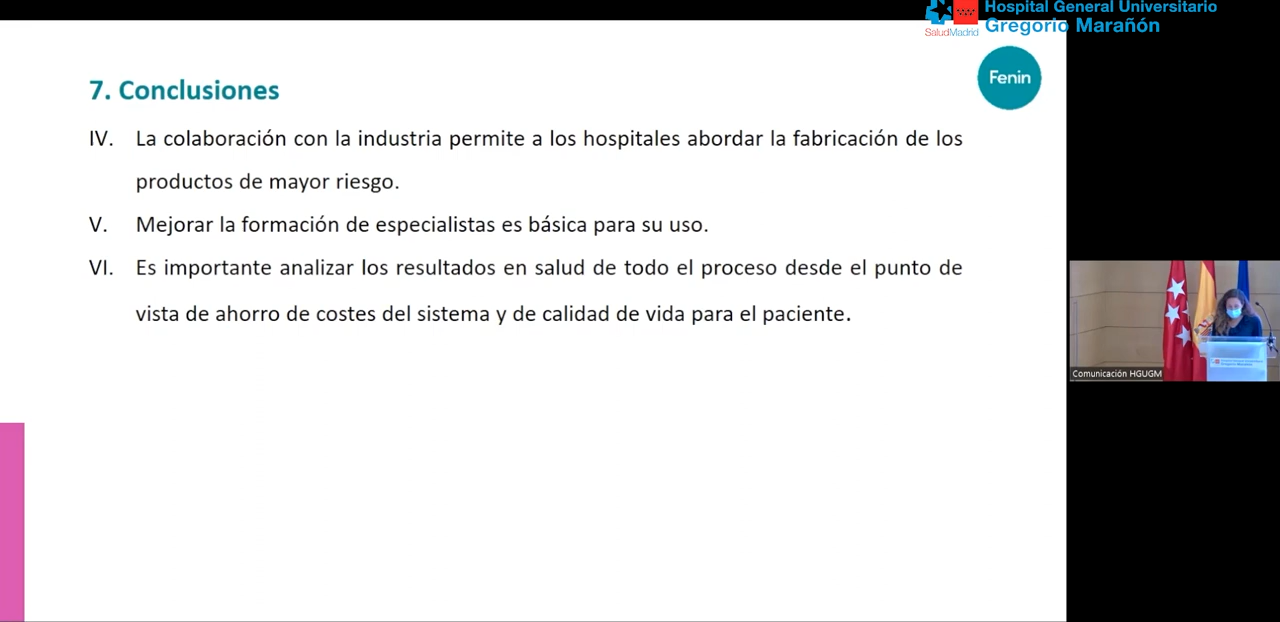 Hospital General Universitario
SaludMadrid
Gregorio Marañón
Fenin
7. Conclusiones
IV. La colaboración con la industria permite a los hospitales abordar la fabricación de los
productos de mayor riesgo.
V. Mejorar la formación de especialistas es básica para su uso.
VI. Es importante analizar los resultados en salud de todo el proceso desde el punto de
vista de ahorro de costes del sistema y de calidad de vida para el paciente.
Comunicación HGUGM